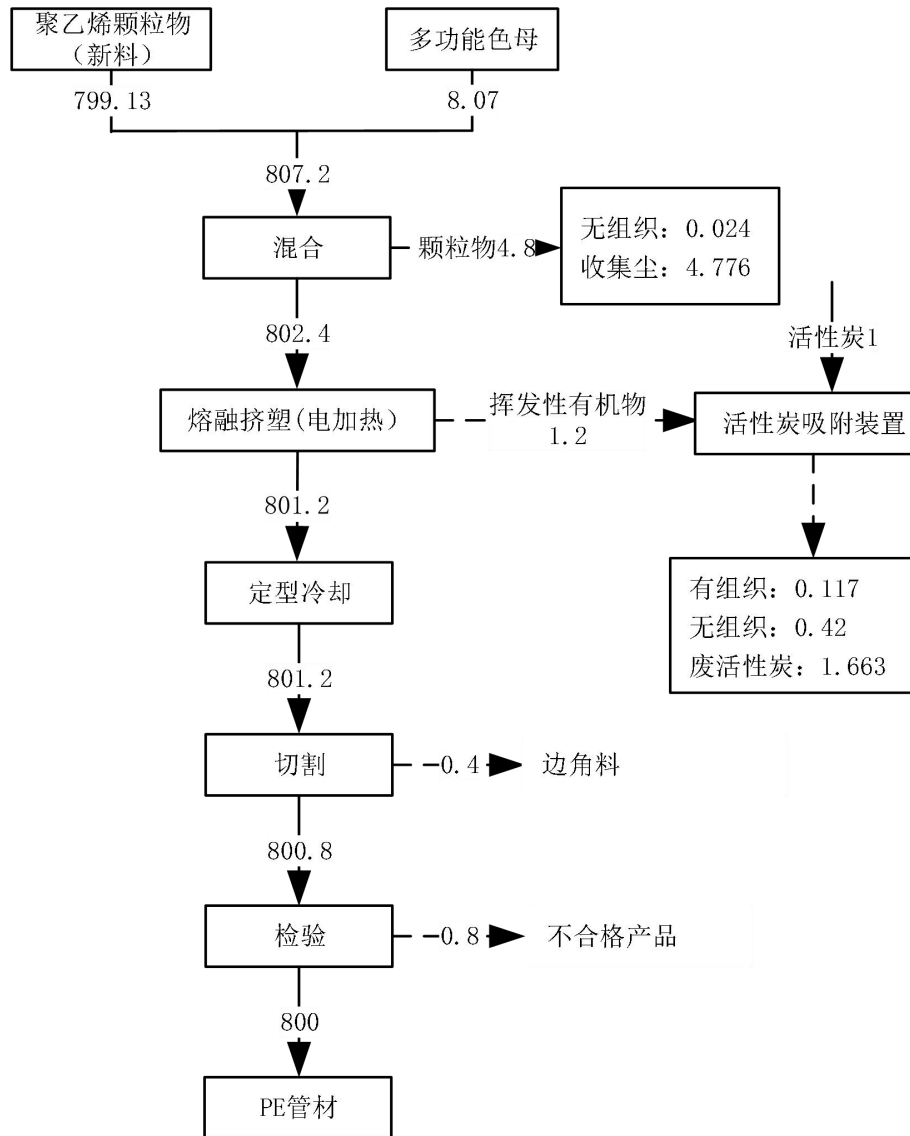 聚乙烯颗粒物
（新料）
多功能色母
799.13
8.07
807.2
混合
颗粒物4.8
无组织：0.024
收集尘：4.776
802.4
活性炭1
熔融挤塑(电加热）
挥发性有机物
1.2
活性炭吸附装置
801.2
定型冷却
有组织：0.117
无组织：0.42
废活性炭：1.663
801.2
切割
0.4
边角料
800.8
检验
0.8
不合格产品
800
PE管材